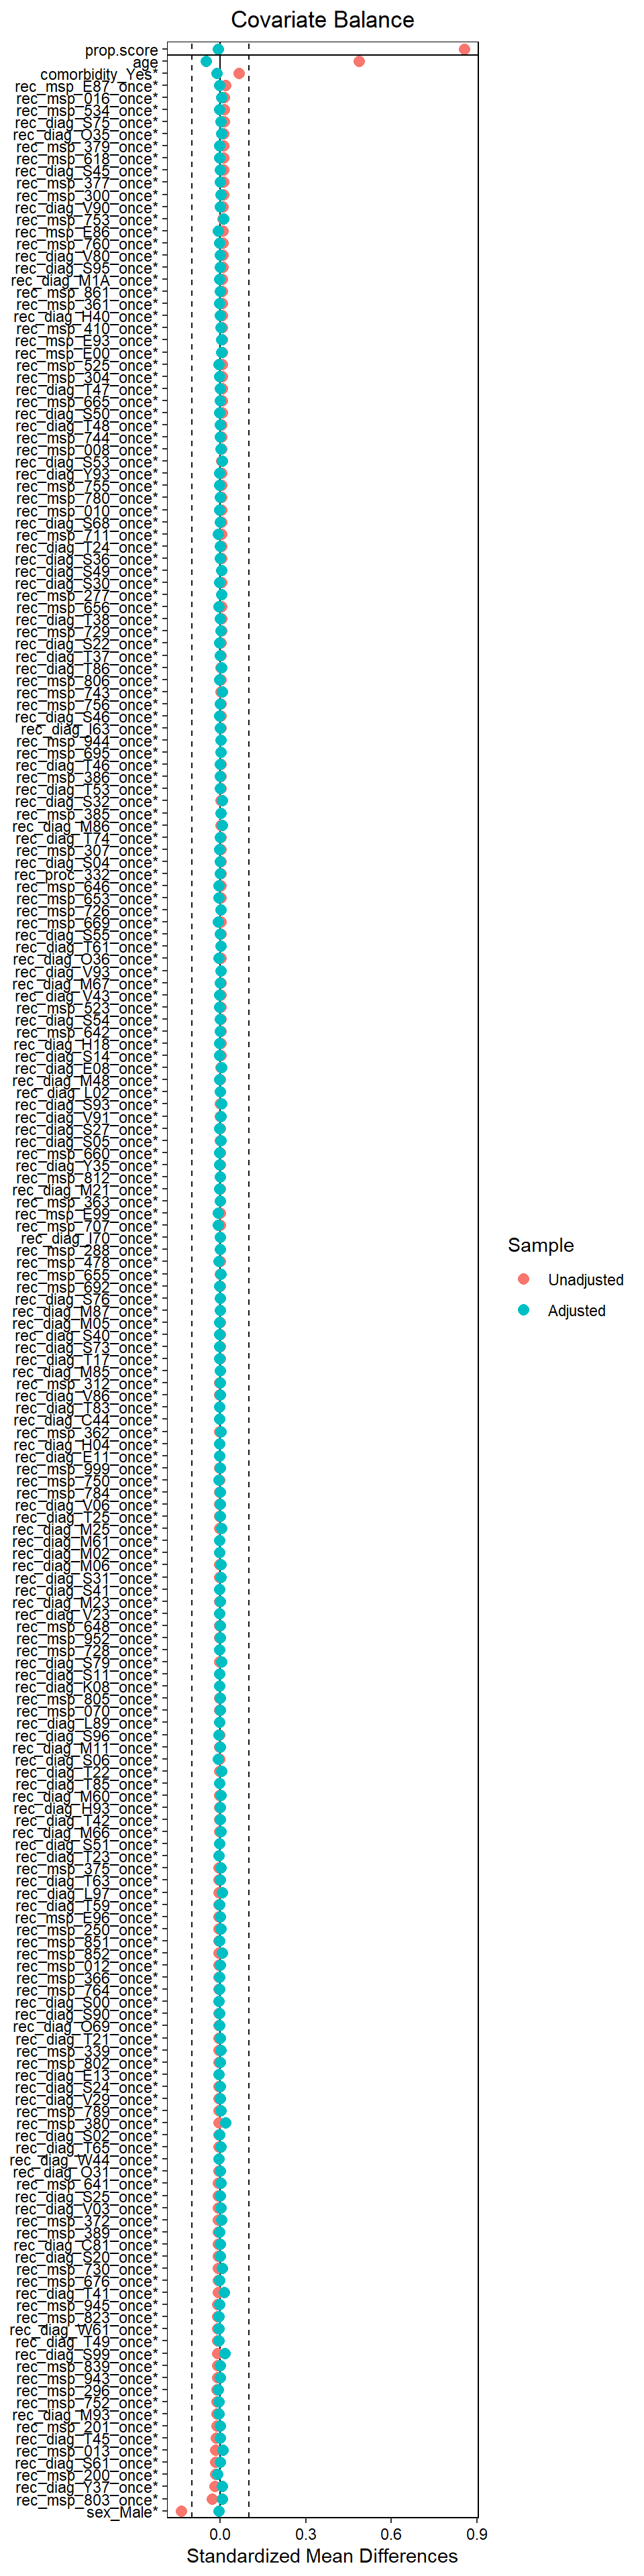 Covariate Balance
prop.score
age
comorbidity_Yes*
rec_msp_E87_once*
rec_msp_016_once*
rec_msp_534_once*
rec_diag_S75_once*
rec_diag_O35_once*
rec_msp_379_once*
rec_msp_618_once*
rec_diag_S45_once*
rec_msp_377_once*
rec_msp_300_once*
rec_diag_V90_once*
rec_msp_753_once*
rec_msp_E86_once*
rec_msp_760_once*
rec_diag_V80_once*
rec_diag_S95_once*
rec_diag_M1A_once*
rec_msp_861_once*
rec_msp_361_once*
rec_diag_H40_once*
rec_msp_410_once*
rec_msp_E93_once*
rec_msp_E00_once*
rec_msp_525_once*
rec_msp_304_once*
rec_diag_T47_once*
rec_msp_665_once*
rec_diag_S50_once*
rec_diag_T48_once*
rec_msp_744_once*
rec_msp_008_once*
rec_diag_S53_once*
rec_diag_Y93_once*
rec_msp_755_once*
rec_msp_780_once*
rec_msp_010_once*
rec_diag_S68_once*
rec_msp_711_once*
rec_diag_T24_once*
rec_diag_S36_once*
rec_diag_S49_once*
rec_diag_S30_once*
rec_msp_277_once*
rec_msp_656_once*
rec_diag_T38_once*
rec_msp_729_once*
rec_diag_S22_once*
rec_diag_T37_once*
rec_diag_T86_once*
rec_msp_806_once*
rec_msp_743_once*
rec_msp_756_once*
rec_diag_S46_once*
rec_diag_I63_once*
rec_msp_944_once*
rec_msp_695_once*
rec_diag_T46_once*
rec_msp_386_once*
rec_diag_T53_once*
rec_diag_S32_once*
rec_msp_385_once*
rec_diag_M86_once*
rec_diag_T74_once*
rec_msp_307_once*
rec_diag_S04_once*
rec_proc_332_once*
rec_msp_646_once*
rec_msp_653_once*
rec_msp_726_once*
rec_msp_669_once*
rec_diag_S55_once*
rec_diag_T61_once*
rec_diag_O36_once*
rec_diag_V93_once*
rec_diag_M67_once*
rec_diag_V43_once*
rec_msp_523_once*
rec_diag_S54_once*
rec_msp_642_once*
rec_diag_H18_once*
rec_diag_S14_once*
rec_diag_E08_once*
rec_diag_M48_once*
rec_diag_L02_once*
rec_diag_S93_once*
rec_diag_V91_once*
rec_diag_S27_once*
rec_diag_S05_once*
rec_msp_660_once*
rec_diag_Y35_once*
rec_msp_812_once*
rec_diag_M21_once*
rec_msp_363_once*
rec_msp_E99_once*
rec_msp_707_once*
rec_diag_I70_once*
rec_msp_288_once*
rec_msp_478_once*
rec_msp_655_once*
rec_msp_692_once*
rec_diag_S76_once*
rec_diag_M87_once*
rec_diag_M05_once*
rec_diag_S40_once*
rec_diag_S73_once*
rec_diag_T17_once*
rec_diag_M85_once*
rec_msp_312_once*
rec_diag_V86_once*
rec_diag_T83_once*
rec_diag_C44_once*
rec_msp_362_once*
rec_diag_H04_once*
rec_diag_E11_once*
rec_msp_999_once*
rec_msp_750_once*
rec_msp_784_once*
rec_diag_V06_once*
rec_diag_T25_once*
rec_diag_M25_once*
rec_diag_M61_once*
rec_diag_M02_once*
rec_diag_M06_once*
rec_diag_S31_once*
rec_diag_S41_once*
rec_diag_M23_once*
rec_diag_V23_once*
rec_msp_648_once*
rec_msp_952_once*
rec_msp_728_once*
rec_diag_S79_once*
rec_diag_S11_once*
rec_diag_K08_once*
rec_msp_805_once*
rec_msp_070_once*
rec_diag_L89_once*
rec_diag_S96_once*
rec_diag_M11_once*
rec_diag_S06_once*
rec_diag_T22_once*
rec_diag_T85_once*
rec_diag_M60_once*
rec_diag_H93_once*
rec_diag_T42_once*
rec_diag_M66_once*
rec_diag_S51_once*
rec_diag_T23_once*
rec_msp_375_once*
rec_diag_T63_once*
rec_diag_L97_once*
rec_diag_T59_once*
rec_msp_E96_once*
rec_msp_250_once*
rec_msp_851_once*
rec_msp_852_once*
rec_msp_012_once*
rec_msp_366_once*
rec_msp_764_once*
rec_diag_S00_once*
rec_diag_S90_once*
rec_diag_O69_once*
rec_diag_T21_once*
rec_msp_339_once*
rec_msp_802_once*
rec_diag_E13_once*
rec_diag_S24_once*
rec_diag_V29_once*
rec_msp_789_once*
rec_msp_380_once*
rec_diag_S02_once*
rec_diag_T65_once*
rec_diag_W44_once*
rec_diag_O31_once*
rec_msp_641_once*
rec_diag_S25_once*
rec_diag_V03_once*
rec_msp_372_once*
rec_msp_389_once*
rec_diag_C81_once*
rec_diag_S20_once*
rec_msp_730_once*
rec_msp_676_once*
rec_diag_T41_once*
rec_msp_945_once*
rec_msp_823_once*
rec_diag_W61_once*
rec_diag_T49_once*
rec_diag_S99_once*
rec_msp_839_once*
rec_msp_943_once*
rec_msp_296_once*
rec_msp_752_once*
rec_diag_M93_once*
rec_msp_201_once*
rec_diag_T45_once*
rec_msp_013_once*
rec_diag_S61_once*
rec_msp_200_once*
rec_diag_Y37_once*
rec_msp_803_once*
sex_Male*
0.0 0.3 0.6 0.9
Standardized Mean Differences
Sample
Unadjusted
Adjusted